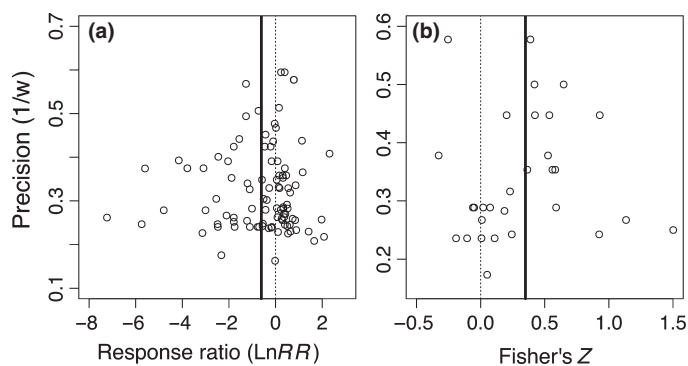 (a)
(b)
Precision (1/w)
0.7
0.5
0.3
0.1
0.6
0.5
0.4
0.3
0.2
−8 −6 −4 −2 0 2
−0.5 0.0 0.5 1.0 1.5
Response ratio (LnRR)
Fisher's Z